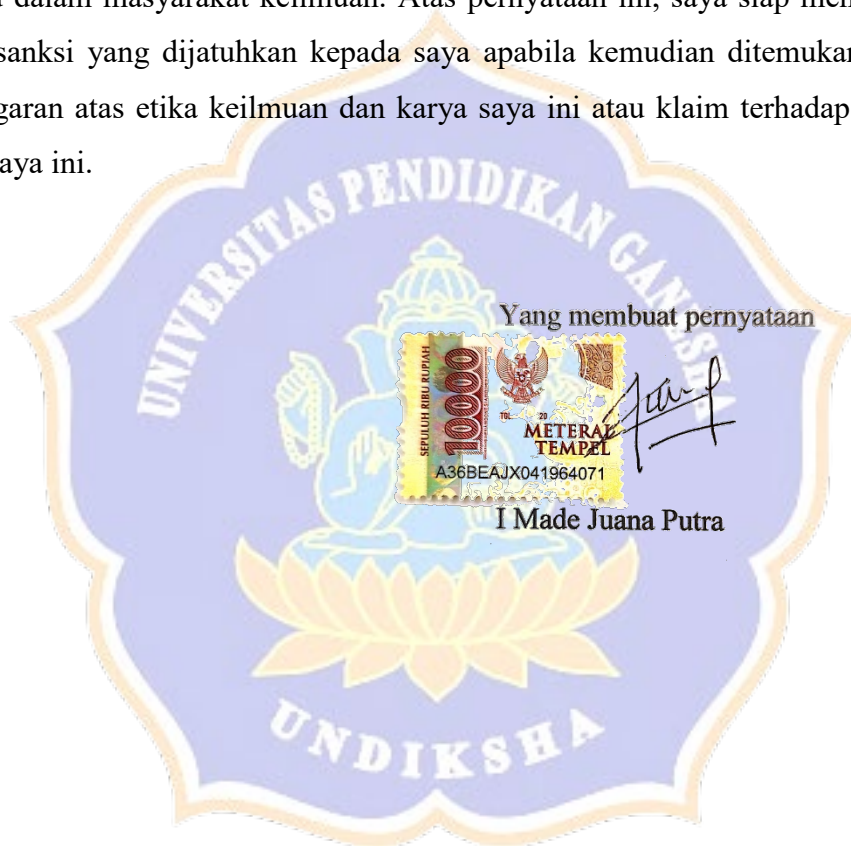 dalam masyarakat keilmuan. Atas pernyataan ini, saya siap
sanksi yang dijatuhkan kepada saya apabila kemudian ditemukan
garan atas etika keilmuan dan karya saya ini atau klaim terhadap
aya ini.
UNIVERSITAS PENDIDIKAN GANESHA
Yang membuat pernyataan
SEPULUH RIBU RUPIAH
10000
TGL. 20
METERAI
TEMPEL
A36BEAJX041964071
I Made Juana Putra
UNDIKSHA